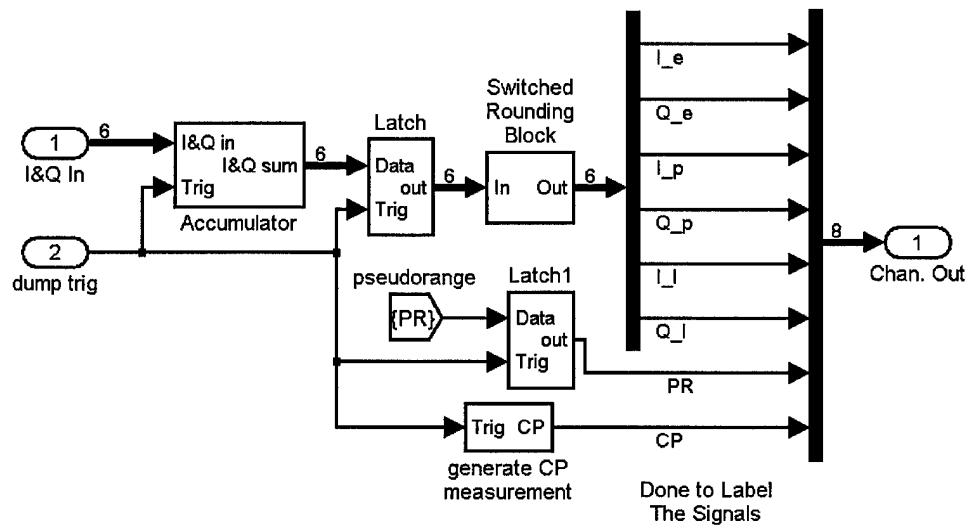 1
I&Q In
6
I&Q in
I&Q sum
Trig
Accumulator
6
Latch
Data
out
Trig
6
Switched
Rounding
Block
In Out
6
I_e
Q_e
I_p
Q_p
I_l
Q_l
PR
CP
8
1
Chan. Out
2
dump trig
pseudorange
{PR}
Latch1
Data
out
Trig
Trig CP
generate CP
measurement
Done to Label
The Signals